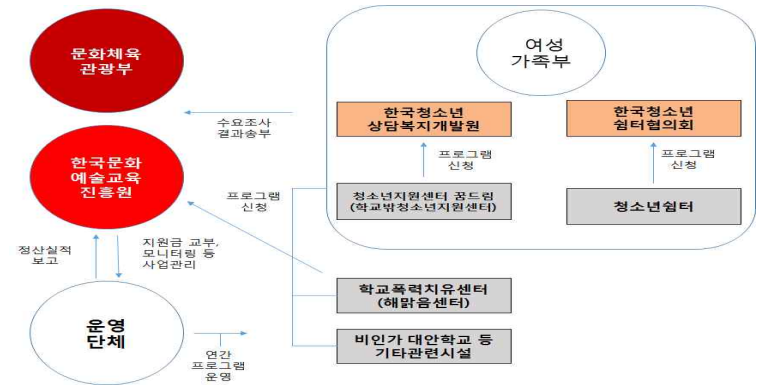 문화체육
관광부
여성
가족부
한국청소년
상담복지개발원
한국청소년
쉼터협의회
수요조사
결과송부
한국문화
예술교육
진흥원
프로그램
신청
프로그램
신청
프로그램
신청
청소년지원센터 꿈드림
(학교밖청소년지원센터)
청소년쉼터
정산실적
보고
지원금 교부,
모니터링 등
사업관리
학교폭력치유센터
(해맑음센터)
운영
단체
비인가 대안학교 등
기타관련시설
연간
프로그램
운영